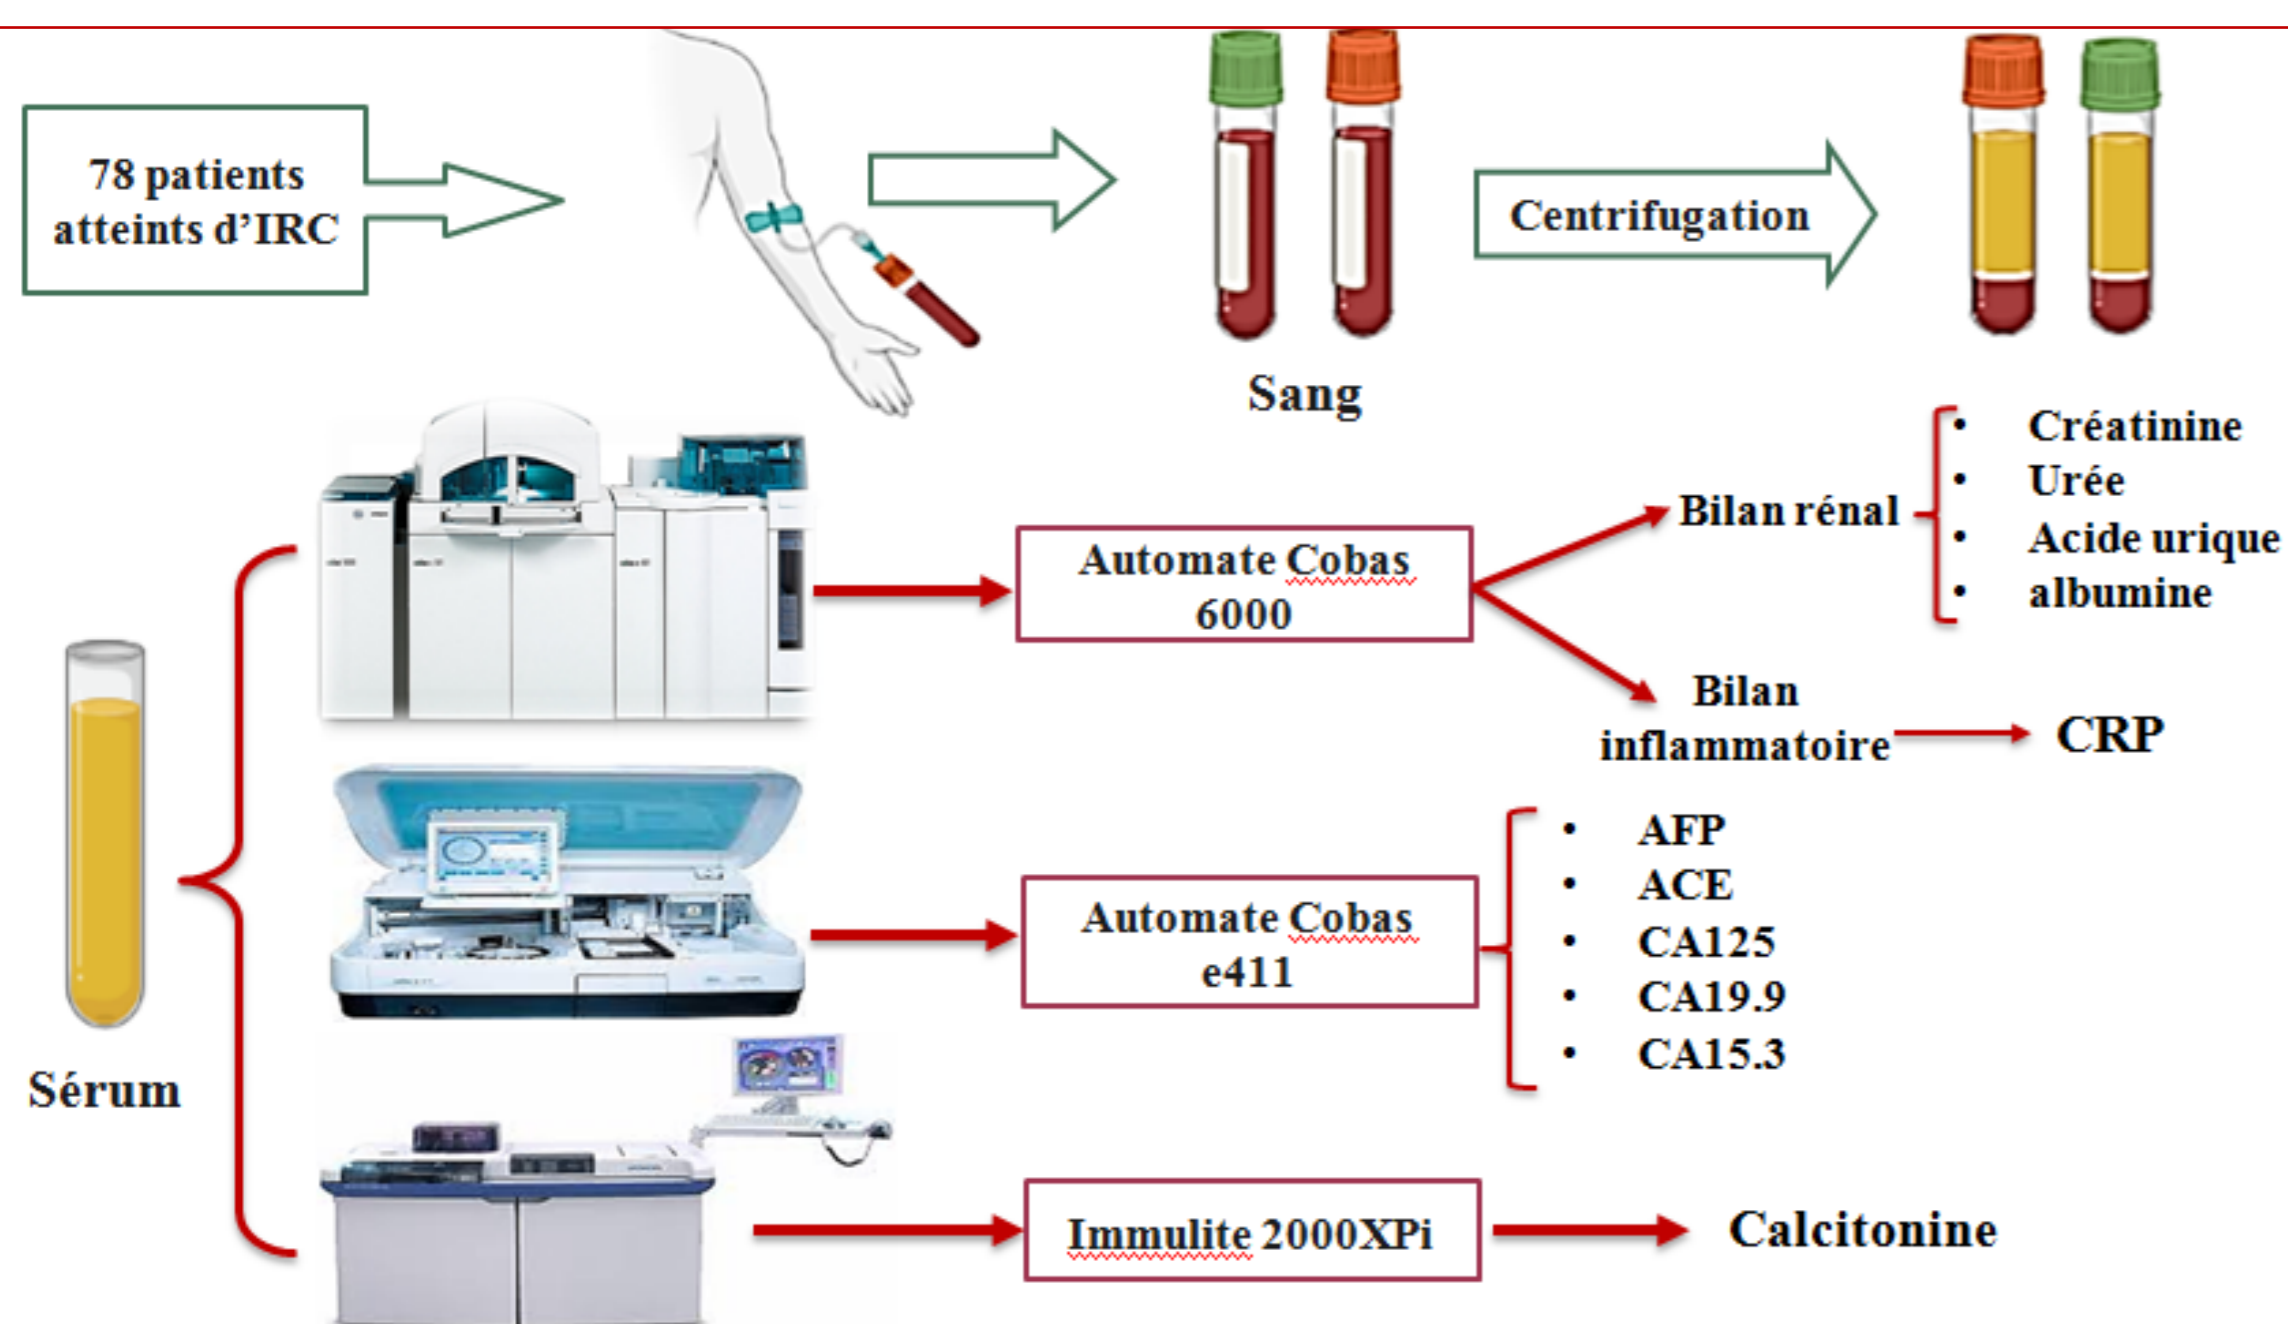 78 patients
atteints d’IRC
Centrifugation
Sang
Sérum
Automate Cobas
6000
Bilan rénal
• Créatinine
• Urée
• Acide urique
• albumine
Bilan
inflammatoire
CRP
Automate Cobas
e411
• AFP
• ACE
• CA125
• CA19.9
• CA15.3
Immulite 2000XPi
Calcitonine